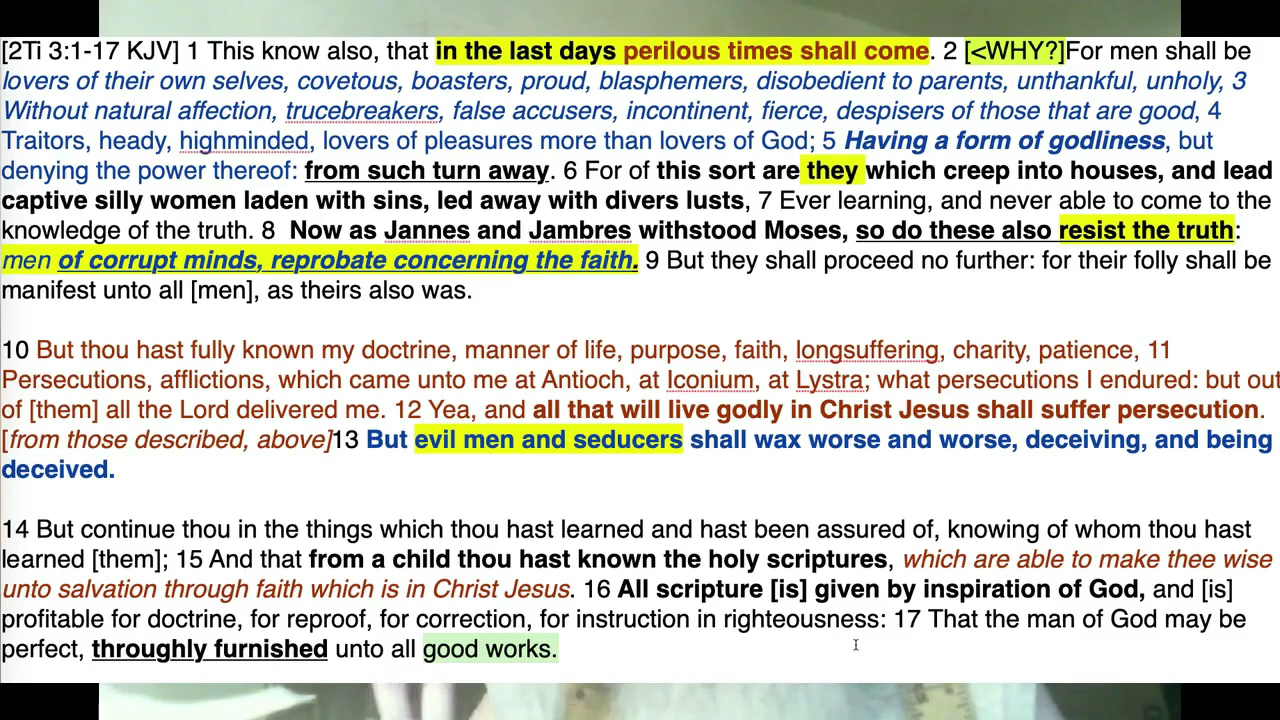 [2Ti 3:1-17 KJV] 1 This know also, that in the last days perilous times shall come. 2 [<WHY?]For men shall be
lovers of their own selves, covetous, boasters, proud, blasphemers, disobedient to parents, unthankful, unholy, 3
Without natural affection, trucebreakers, false accusers, incontinent, fierce, despisers of those that are good, 4
Traitors, heady, highminded, lovers of pleasures more than lovers of God; 5 Having a form of godliness, but
denying the power thereof: from such turn away. 6 For of this sort are they which creep into houses, and lead
captive silly women laden with sins, led away with divers lusts, 7 Ever learning, and never able to come to the
knowledge of the truth. 8 Now as Jannes and Jambres withstood Moses, so do these also resist the truth:
men of corrupt minds, reprobate concerning the faith. 9 But they shall proceed no further: for their folly shall be
manifest unto all [men], as theirs also was.
10 But thou hast fully known my doctrine, manner of life, purpose, faith, longsuffering, charity, patience, 11
Persecutions, afflictions, which came unto me at Antioch, at Iconium, at Lystra; what persecutions I endured: but out
of [them] all the Lord delivered me. 12 Yea, and all that will live godly in Christ Jesus shall suffer persecution.
[from those described, above]13 But evil men and seducers shall wax worse and worse, deceiving, and being
deceived.
14 But continue thou in the things which thou hast learned and hast been assured of, knowing of whom thou hast
learned [them]; 15 And that from a child thou hast known the holy scriptures, which are able to make thee wise
unto salvation through faith which is in Christ Jesus. 16 All scripture [is] given by inspiration of God, and [is]
profitable for doctrine, for reproof, for correction, for instruction in righteousness: 17 That the man of God may be
perfect, throughly furnished unto all good works.